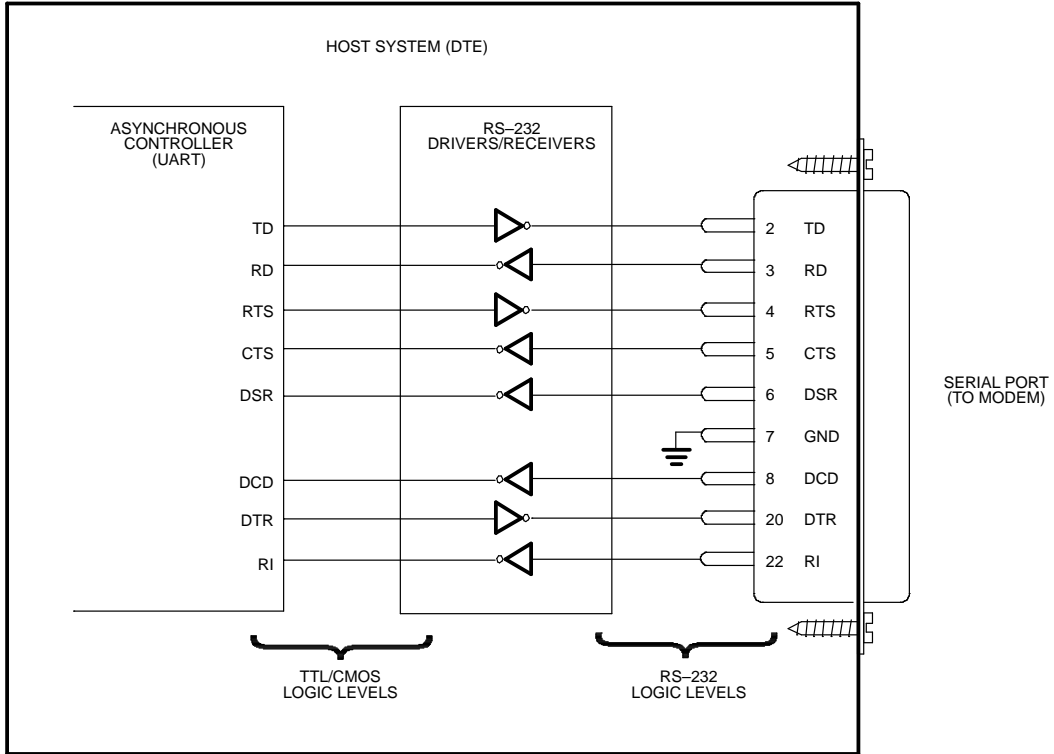 HOST SYSTEM (DTE)
ASYNCHRONOUS
CONTROLLER
(UART)
RS–232
DRIVERS/RECEIVERS
TD
2 TD
RD
3 RD
RTS
4 RTS
CTS
5 CTS
DSR
6 DSR
7 GND
DCD
8 DCD
DTR
20 DTR
RI
22 RI
SERIAL PORT
(TO MODEM)
TTL/CMOS
LOGIC LEVELS
RS–232
LOGIC LEVELS